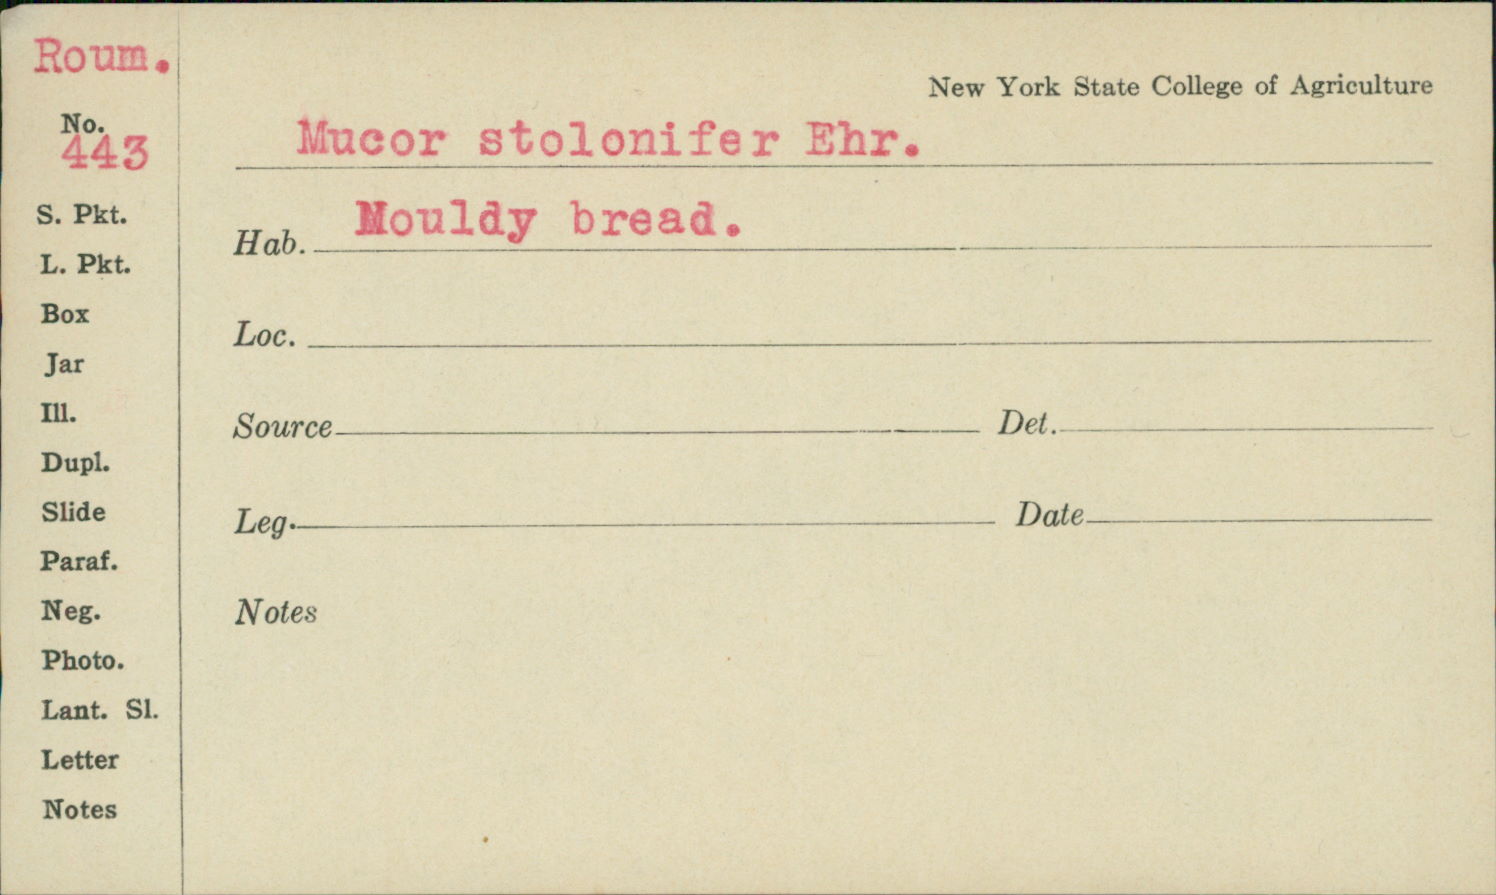 Roum.
New York State College of Agriculture
No.
443
Mucor stolonifer Ehr.
S. Pkt.
Hab. Mouldy bread.
L. Pkt.
Box
Loc.
Jar
Ill.
Source Det.
Dupl.
Slide
Leg. Date
Paraf.
Neg.
Notes
Photo.
Lant. Sl.
Letter
Notes